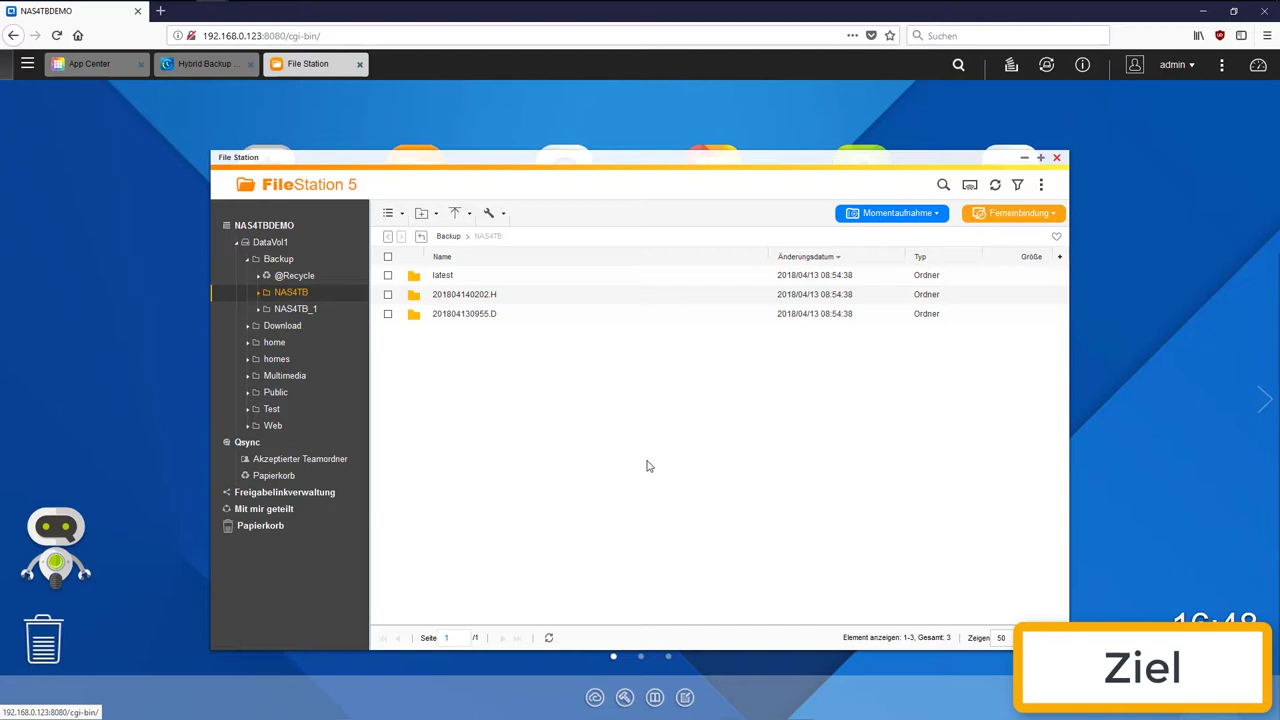 NAS4TBDEMO
192.168.0.123:8080/cgi-bin/
Suchen
App Center
Hybrid Backup ...
File Station
admin
File Station
FileStation 5
Momentaufnahme
Ferneinbindung
NAS4TBDEMO
DataVol1
Backup
@Recycle
NAS4TB
NAS4TB_1
Download
home
homes
Multimedia
Public
Test
Web
Qsync
Akzeptierter Teamordner
Papierkorb
Freigabelinkverwaltung
Mit mir geteilt
Papierkorb
Backup > NAS4TB
Name Änderungsdatum Typ Größe
latest 2018/04/13 08:54:38 Ordner
201804140202.H 2018/04/13 08:54:38 Ordner
201804130955.D 2018/04/13 08:54:38 Ordner
Seite 1 /1
Element anzeigen: 1-3, Gesamt: 3 Zeigen 50
16:48
Ziel
192.168.0.123:8080/cgi-bin/